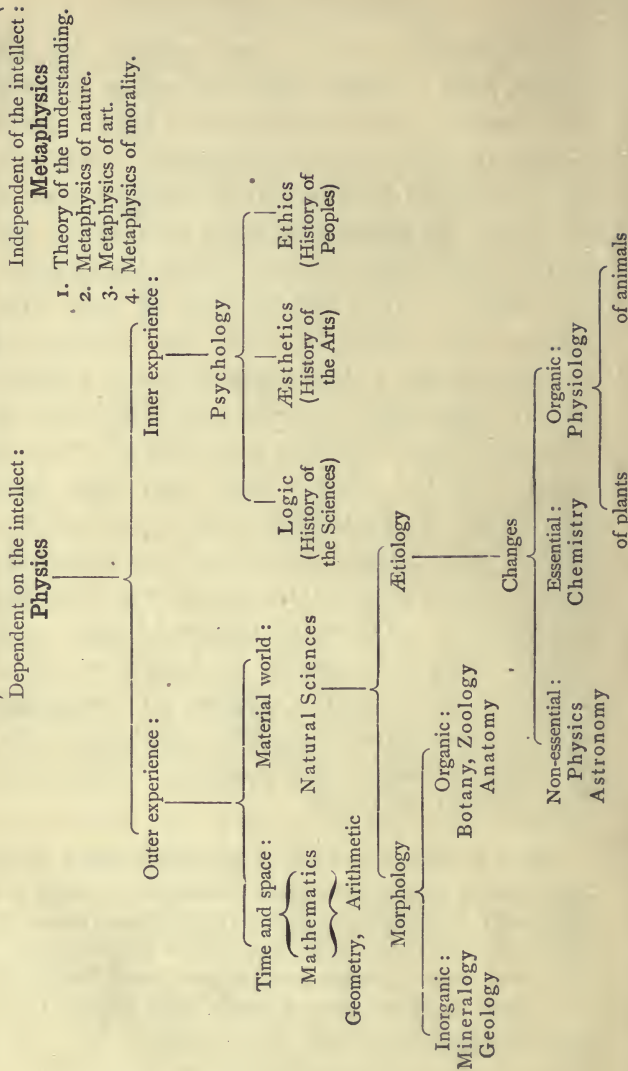 Dependent on the intellect :
Physics
Independent of the intellect :
Metaphysics
1. Theory of the understanding.
2. Metaphysics of nature.
3. Metaphysics of art.
4. Metaphysics of morality.
Outer experience :
Inner experience :
Time and space :
Material world :
Psychology
Mathematics
Natural Sciences
Logic
(History of
the Sciences)
Æsthetics
(History of
the Arts)
Ethics
(History of
Peoples)
Geometry, Arithmetic
Morphology
Ætiology
Inorganic :
Mineralogy
Geology
Organic :
Botany, Zoology
Anatomy
Changes
Non-essential :
Physics
Astronomy
Essential :
Chemistry
Organic :
Physiology
of plants
of animals